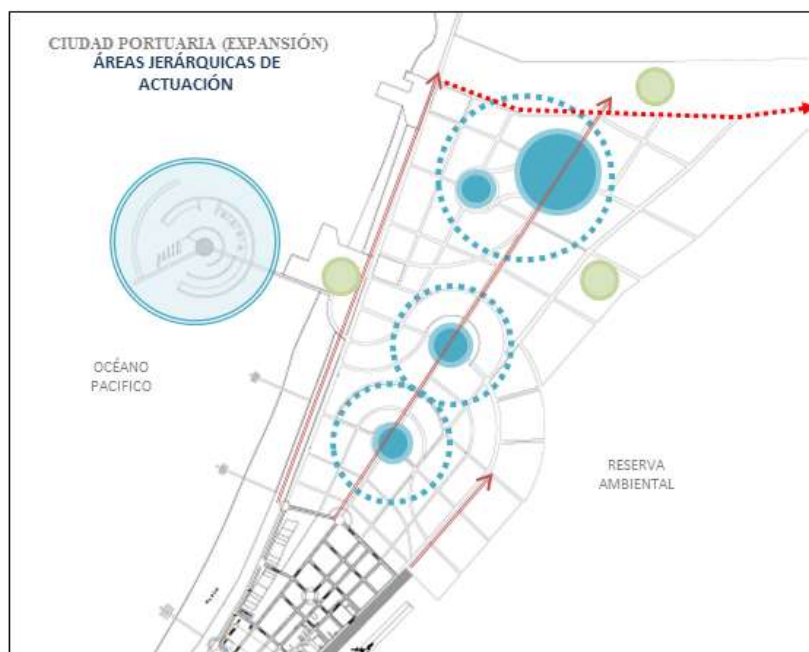 CIUDAD PORTUARIA (EXPANSIÓN)
ÁREAS JERÁRQUICAS DE
ACTUACIÓN
OCÉANO
PACIFICO
RESERVA
AMBIENTAL